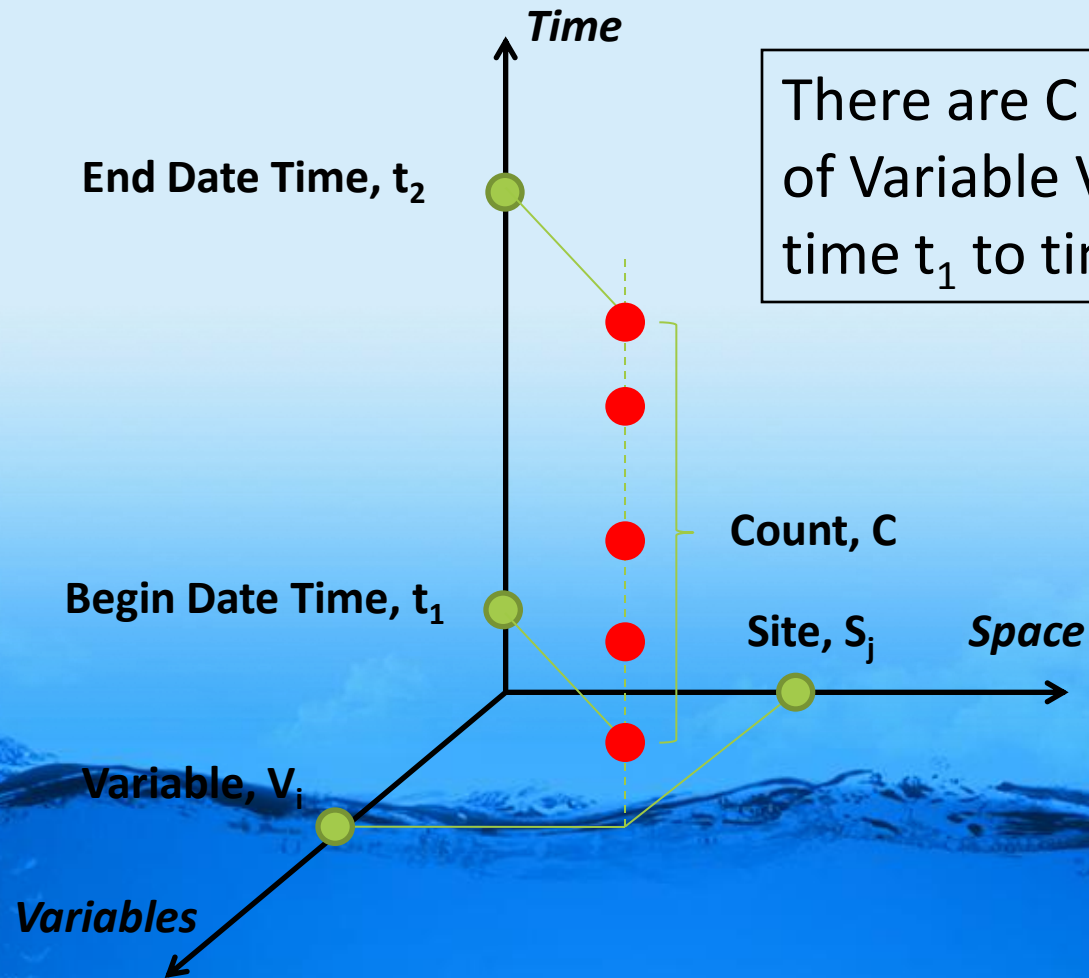 Time
There are C
of Variable
time t₁ to
End Date Time, t₂
Count, C
Begin Date Time, t₁
Site, Sⱼ
Space
Variable, Vᵢ
Variables